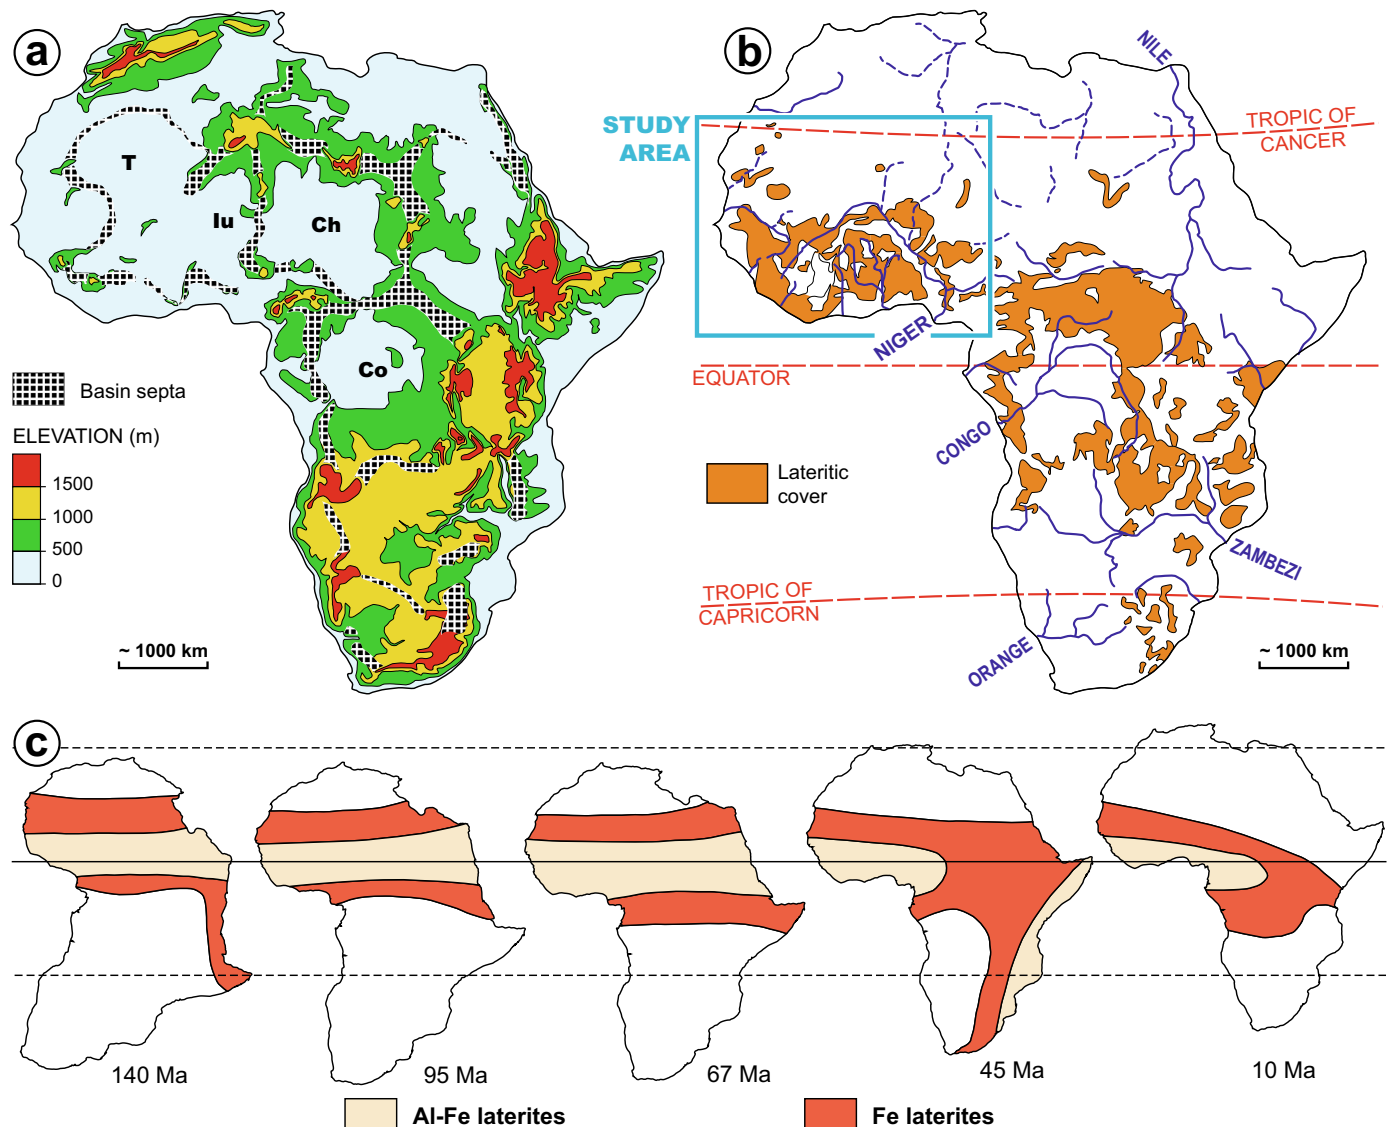 a
T
Iu
Ch
Co
Basin septa
ELEVATION (m)
1500
1000
500
0
~ 1000 km
b
STUDY
AREA
NILE
TROPIC OF
CANCER
NIGER
EQUATOR
CONGO
Lateritic
cover
ZAMBEZI
TROPIC OF
CAPRICORN
ORANGE
~ 1000 km
c
140 Ma
95 Ma
67 Ma
45 Ma
10 Ma
Al-Fe laterites
Fe laterites